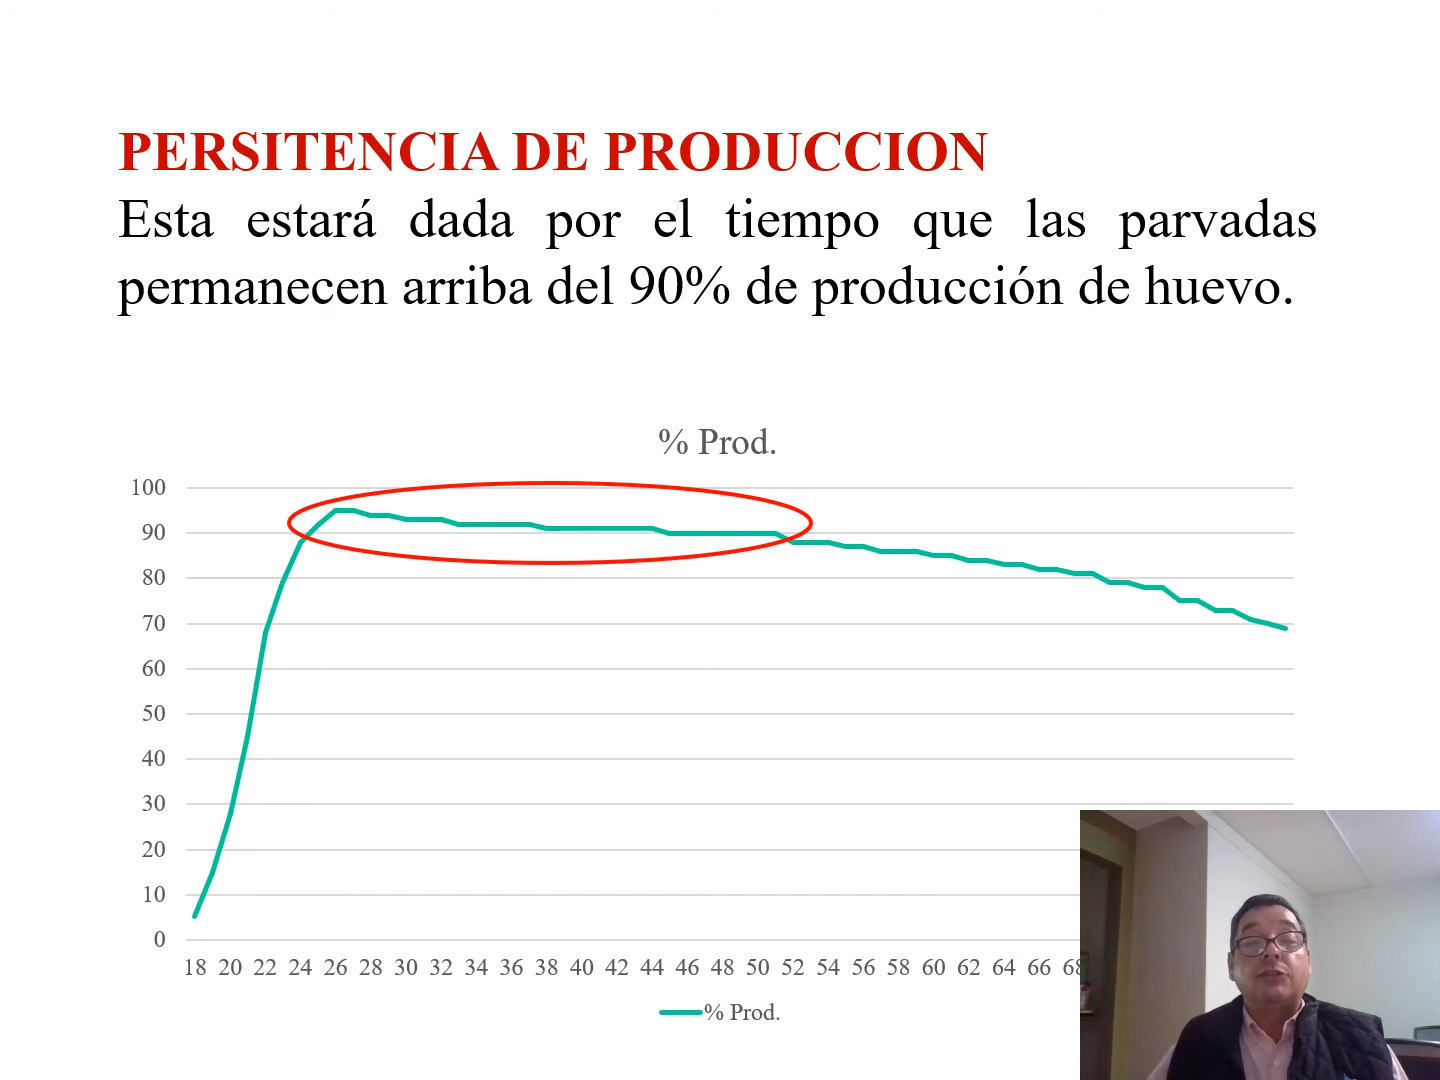 PERSITENCIA DE PRODUCCION
Esta estará dada por el tiempo que las parvadas
permanecen arriba del 90% de producción de huevo.
% Prod.
100
90
80
70
60
50
40
30
20
10
0
18 20 22 24 26 28 30 32 34 36 38 40 42 44 46 48 50 52 54 56 58 60 62 64 66 68
% Prod.